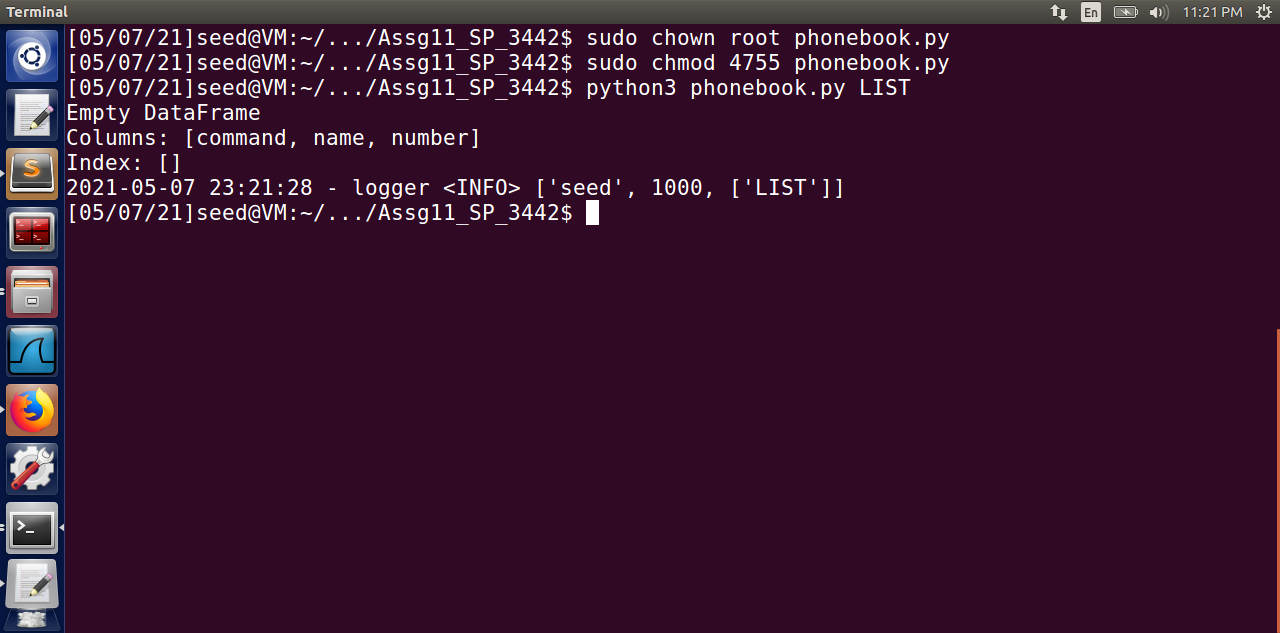 Terminal
En
11:21 PM
[05/07/21]seed@VM:~/.../Assg11_SP_3442$ sudo chown root phonebook.py
[05/07/21]seed@VM:~/.../Assg11_SP_3442$ sudo chmod 4755 phonebook.py
[05/07/21]seed@VM:~/.../Assg11_SP_3442$ python3 phonebook.py LIST
Empty DataFrame
Columns: [command, name, number]
Index: []
2021-05-07 23:21:28 - logger <INFO> ['seed', 1000, ['LIST']]
[05/07/21]seed@VM:~/.../Assg11_SP_3442$